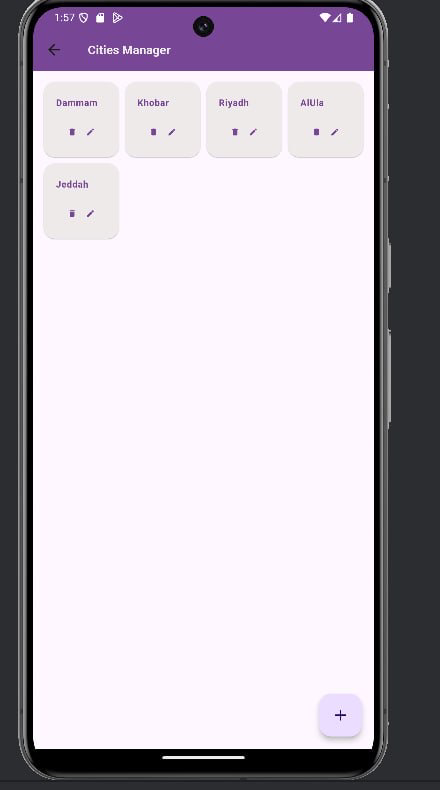 1:57
Cities Manager
Dammam
Khobar
Riyadh
AlUla
Jeddah